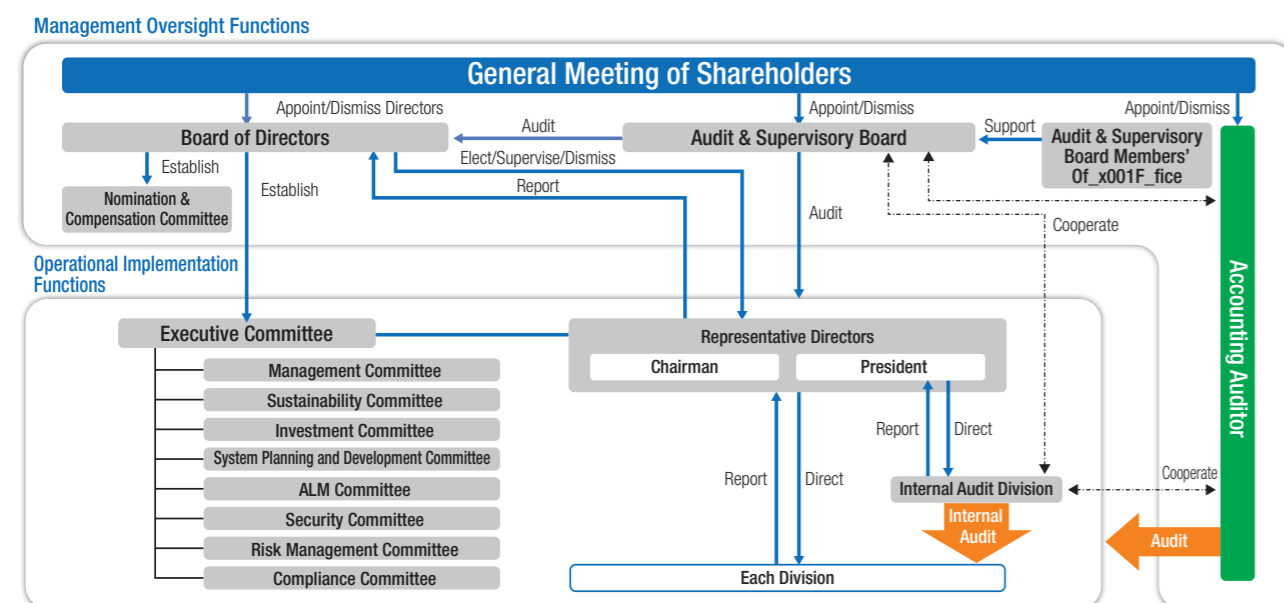 Management Oversight Functions
General Meeting of Shareholders
Appoint/Dismiss Directors
Appoint/Dismiss
Appoint/Dismiss
Board of Directors
Audit
Audit & Supervisory Board
Support
Audit & Supervisory
Board Members'
Of_x001F_fice
Establish
Establish
Elect/Supervise/Dismiss
Report
Nomination &
Compensation Committee
Audit
Cooperate
Accounting Auditor
Operational Implementation
Functions
Executive Committee
Management Committee
Sustainability Committee
Investment Committee
System Planning and Development Committee
ALM Committee
Security Committee
Risk Management Committee
Compliance Committee
Representative Directors
Chairman
President
Report
Direct
Report
Direct
Internal Audit Division
Cooperate
Internal
Audit
Audit
Each Division